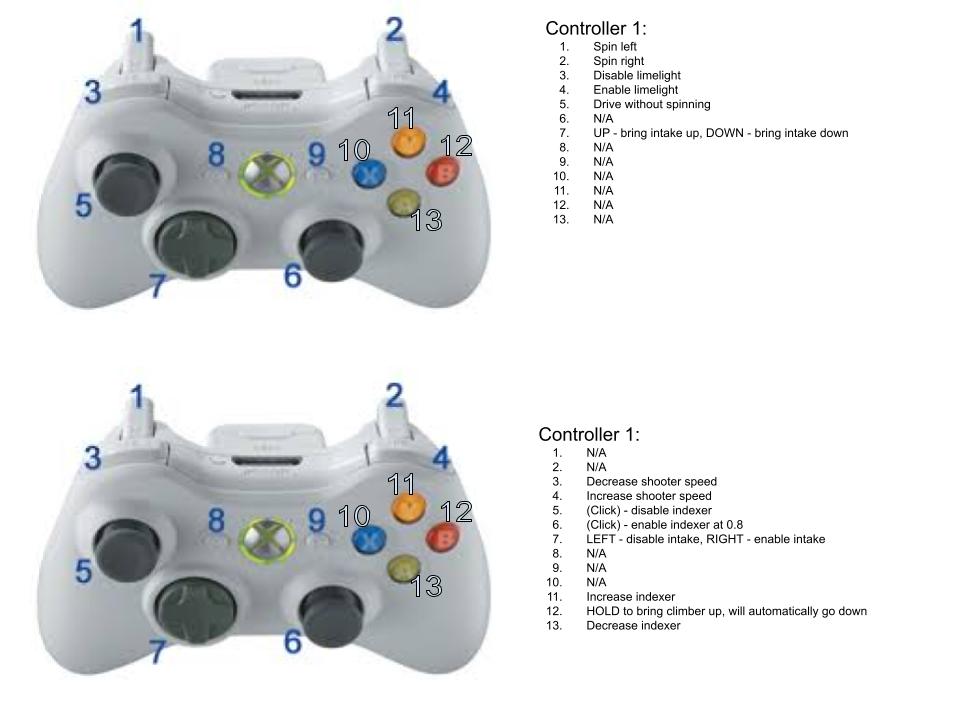 Controller 1:
1. Spin left
2. Spin right
3. Disable limelight
4. Enable limelight
5. Drive without spinning
6. N/A
7. UP - bring intake up, DOWN - bring intake down
8. N/A
9. N/A
10. N/A
11. N/A
12. N/A
13. N/A
1 2
3 4
11
8 9 10 12
X Y B
5 13
7 6
Controller 1:
1. N/A
2. N/A
3. Decrease shooter speed
4. Increase shooter speed
5. (Click) - disable indexer
6. (Click) - enable indexer at 0.8
7. LEFT - disable intake, RIGHT - enable intake
8. N/A
9. N/A
10. N/A
11. Increase indexer
12. HOLD to bring climber up, will automatically go down
13. Decrease indexer
1 2
3 4
11
8 9 10 12
X Y B
5 13
7 6